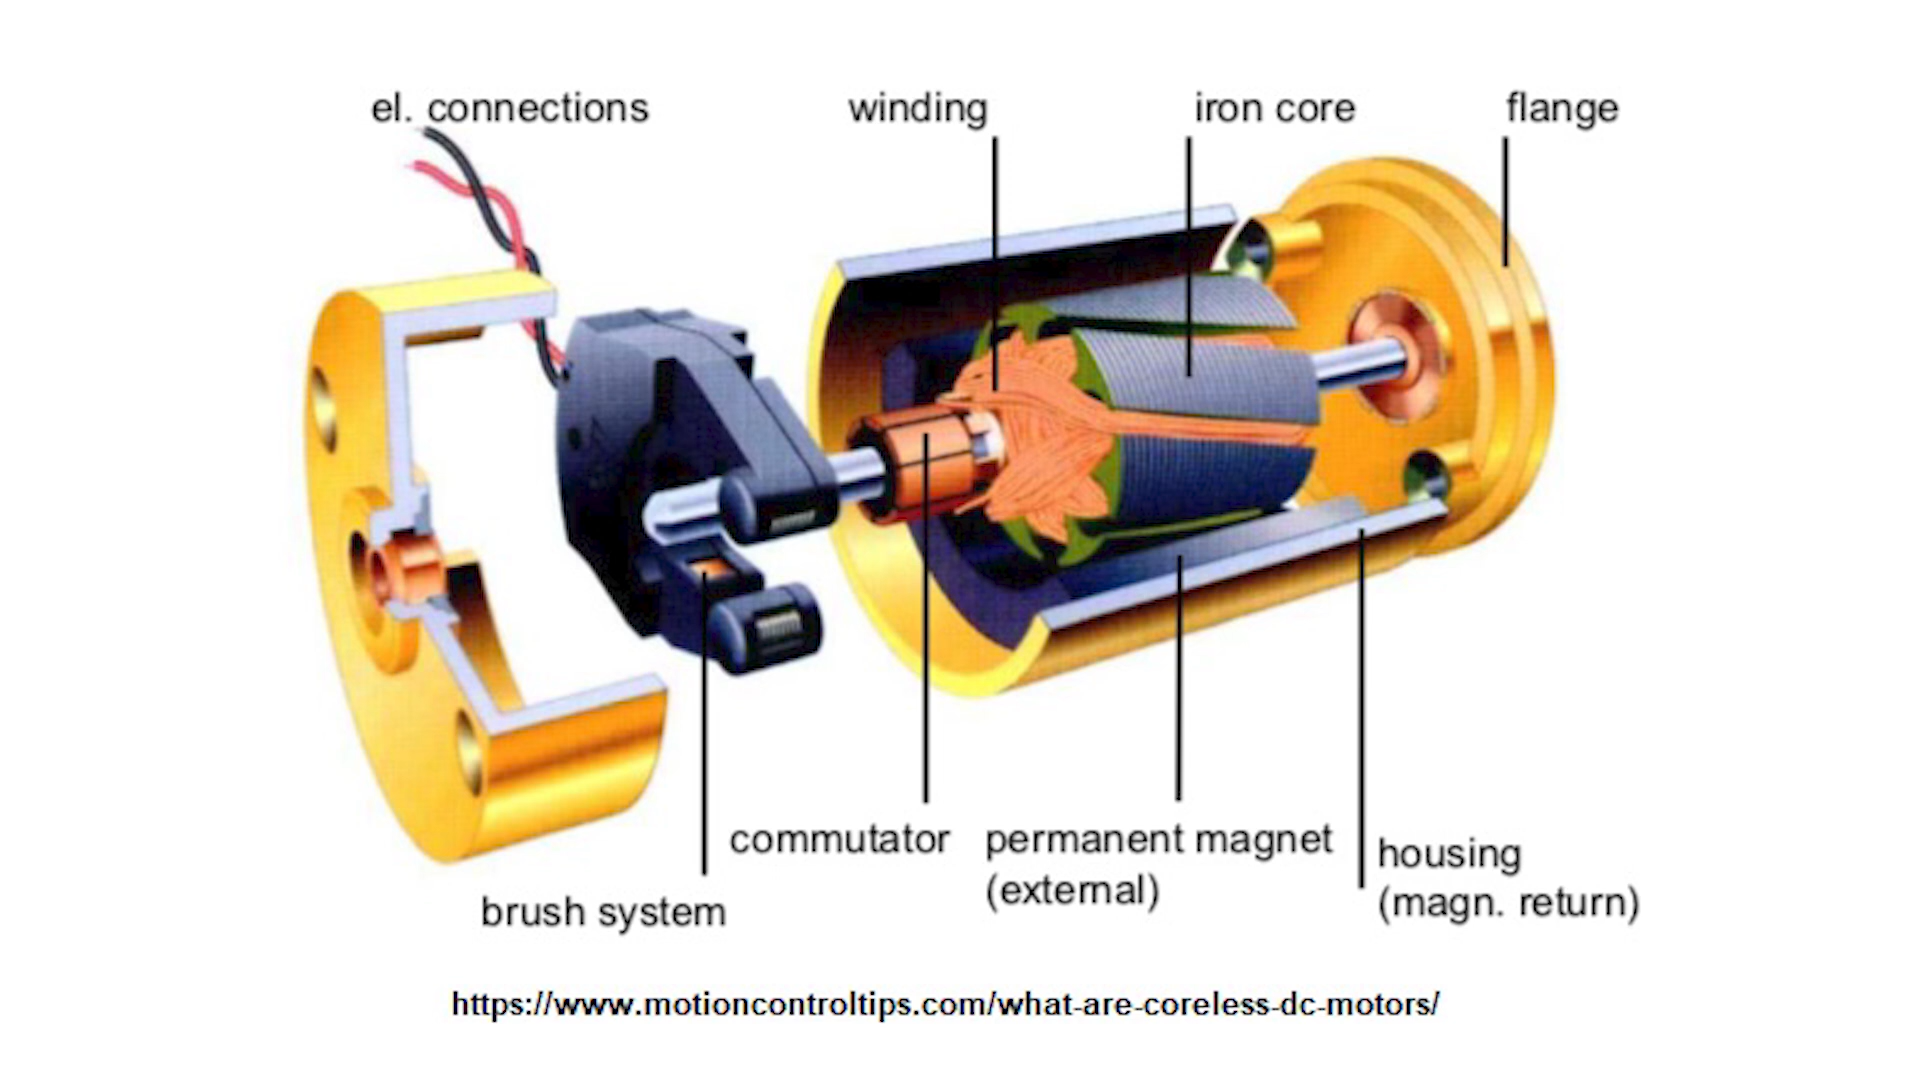 el. connections
winding
iron core
flange
commutator
permanent magnet
(external)
housing
(magn. return)
brush system
https://www.motioncontroltips.com/what-are-coreless-dc-motors/